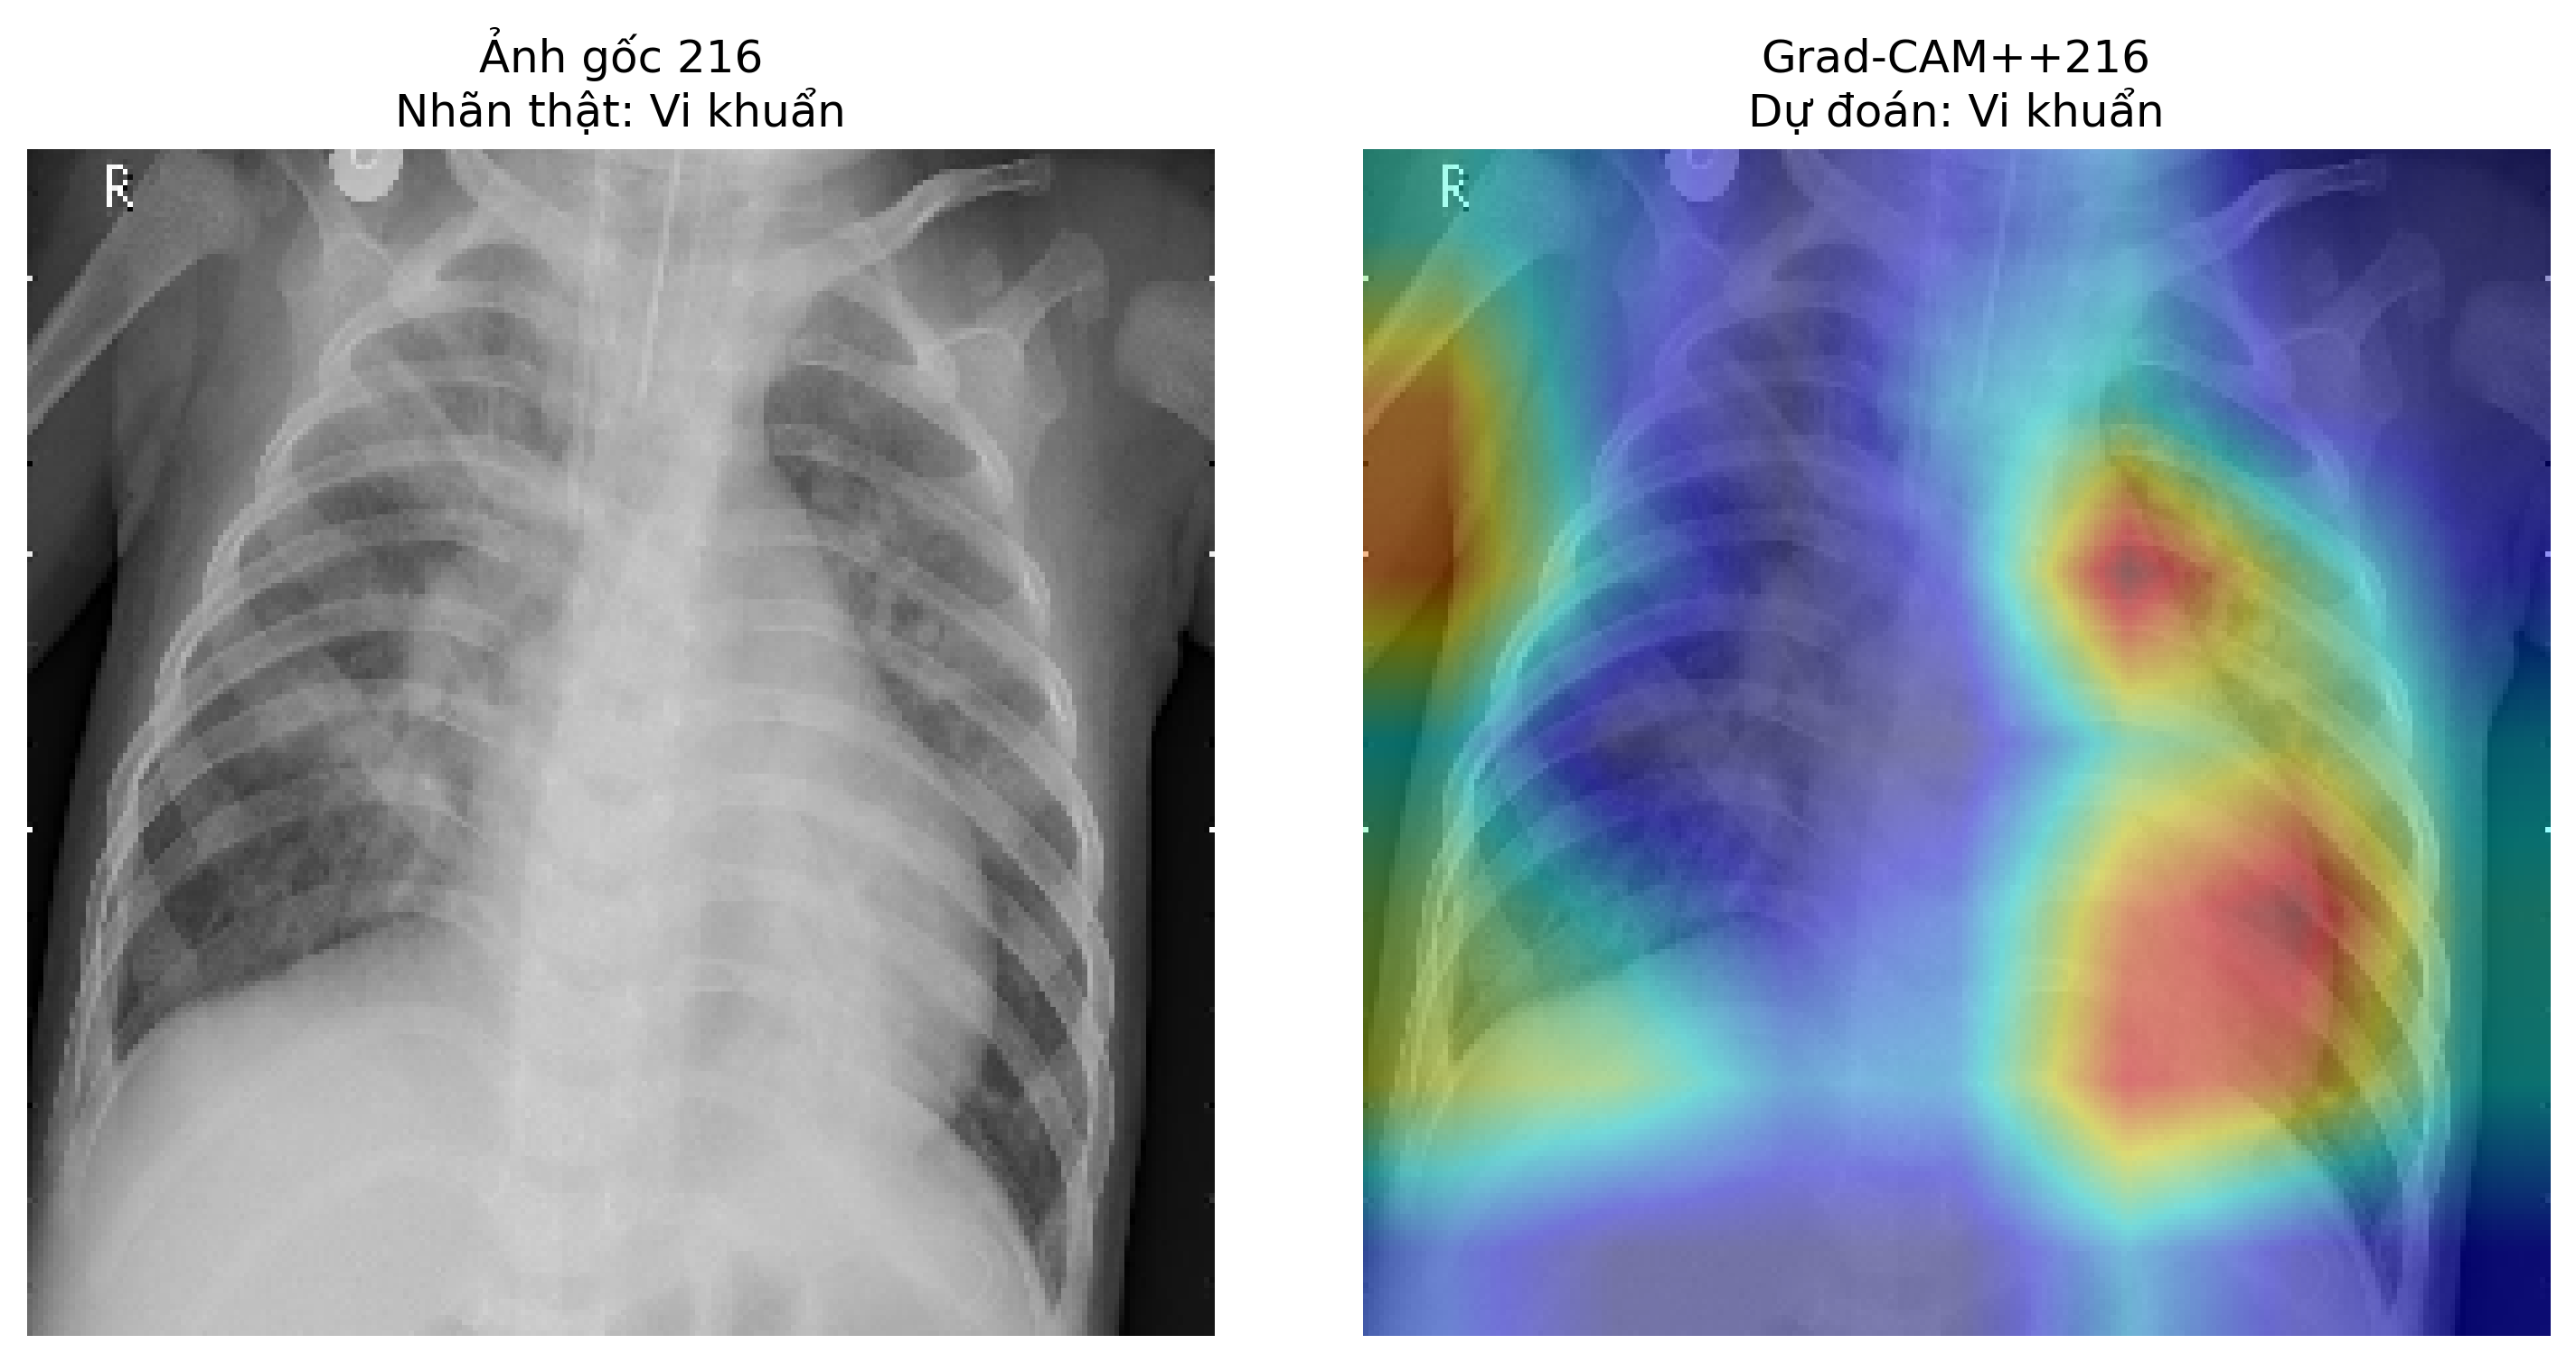 Ảnh gốc 216
Nhãn thật: Vi khuẩn
R
Grad-CAM++216
Dự đoán: Vi khuẩn
R